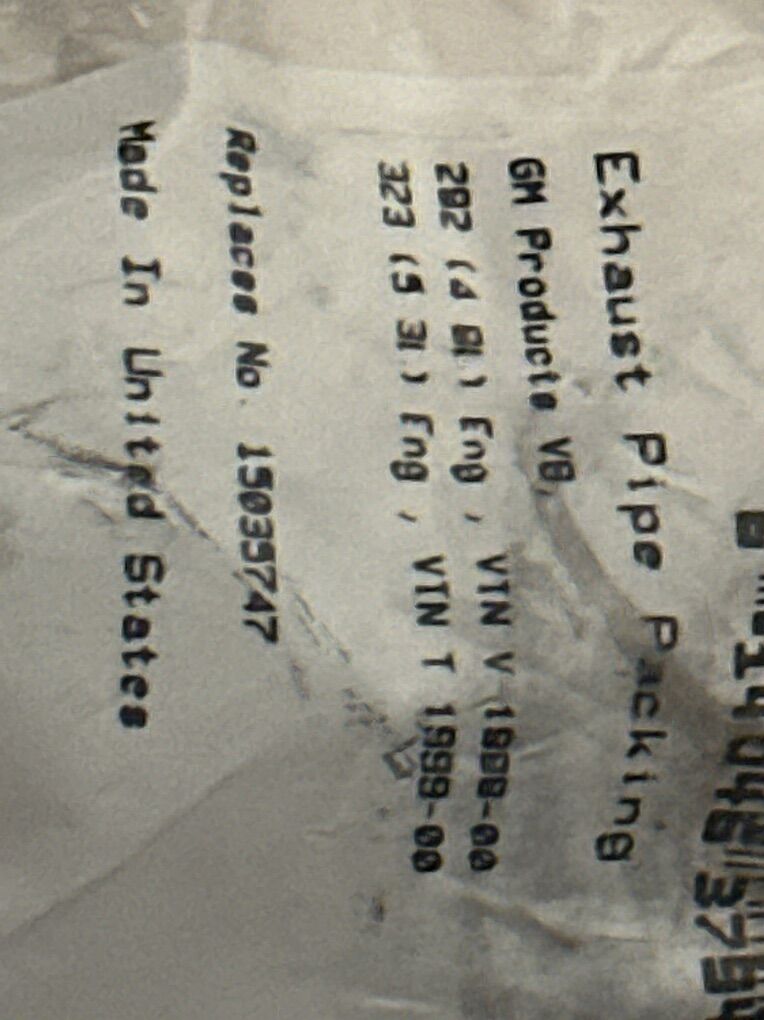 Exhaust Pipe Packing
GM Products V8,
292 (4 8l) Eng , VIN V 1999-00
323 (5 3l) Eng , VIN T 1999-00
Replaces No. 15035747
Made In United States